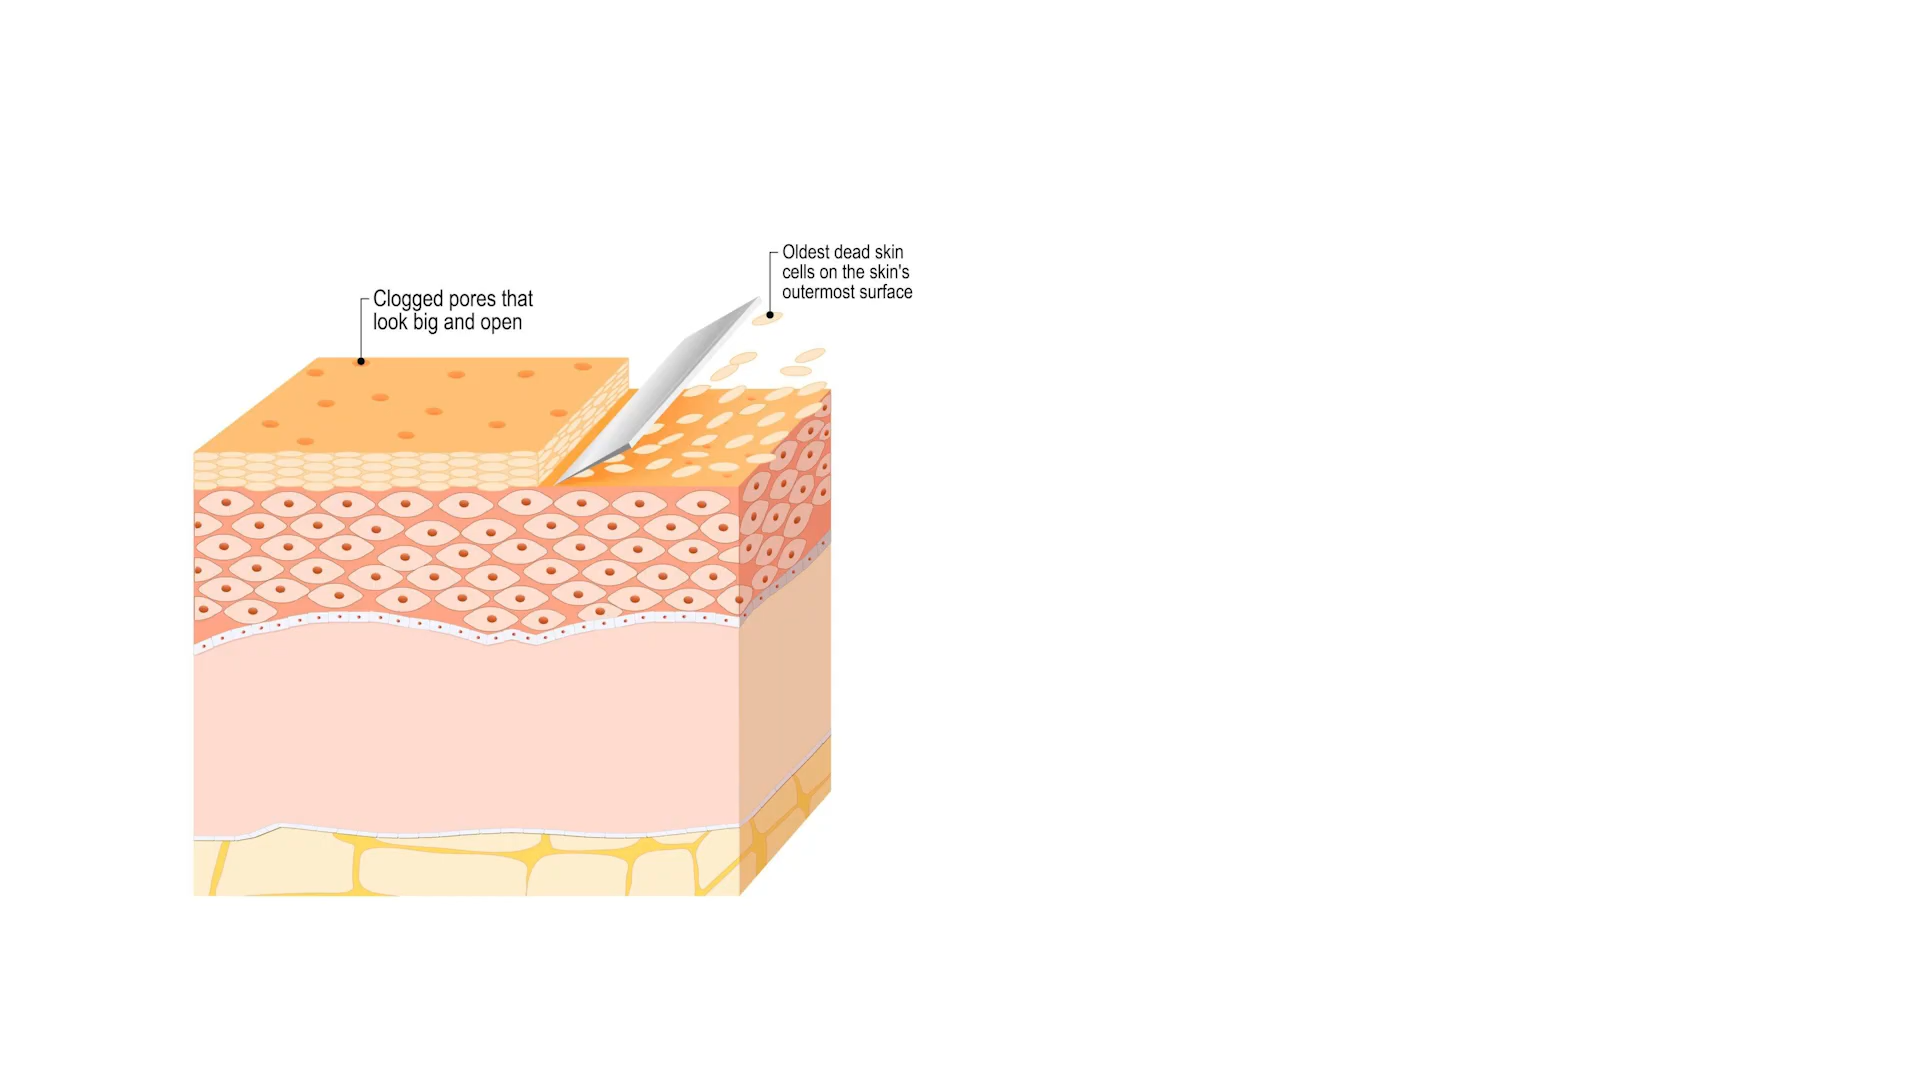 Oldest dead skin
cells on the skin's
outermost surface
Clogged pores that
look big and open